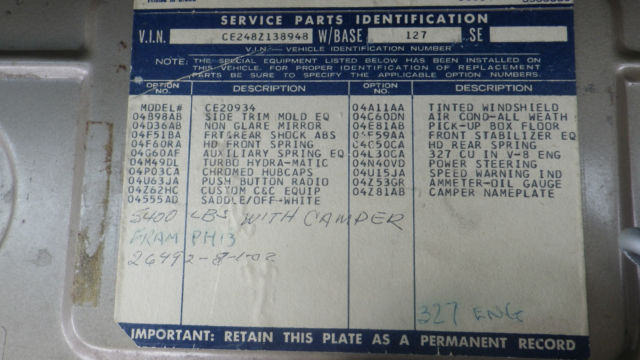 SERVICE PARTS IDENTIFICATION
V.I.N. CE248Z138948 W/BASE 127 SE
V.I.N.—VEHICLE IDENTIFICATION NUMBER
NOTE: THE SPECIAL EQUIPMENT LISTED BELOW HAS BEEN INSTALLED ON
THIS VEHICLE. FOR PROPER IDENTIFICATION OF REPLACEMENT
PARTS BE SURE TO SPECIFY THE APPLICABLE OPTION NUMBERS.
OPTION NO. DESCRIPTION OPTION NO. DESCRIPTION
MODEL# CE20934 04A11AA TINTED WINDSHIELD
04B98AB SIDE TRIM MOLD EQ 04C60DN AIR COND-ALL WEATH
04D36AB NON GLARE MIRROR 04E81AB PICK-UP BOX FLOOR
04F51BA FRT&REAR SHOCK ABS 04F59AA FRONT STABILIZER EQ
04F60RA HD FRONT SPRING 04G50CA HD REAR SPRING
04G60AF AUXILIARY SPRING EQ 04L30CA 327 CU IN V-8 ENG
04M49DL TURBO HYDRA-MATIC 04N40VD POWER STEERING
04P03CA CHROMED HUBCAPS 04U15JA SPEED WARNING IND
04U63JA PUSH BUTTON RADIO 04Z53GR AMMETER-OIL GAUGE
04Z62HC CUSTOM C&C EQUIP 04Z81AB CAMPER NAMEPLATE
04555AD SADDLE/OFF-WHITE
5400 LBS WITH CAMPER
FRAM PH13
26492-8-1-02
327 ENG
IMPORTANT: RETAIN THIS PLATE AS A PERMANENT RECORD